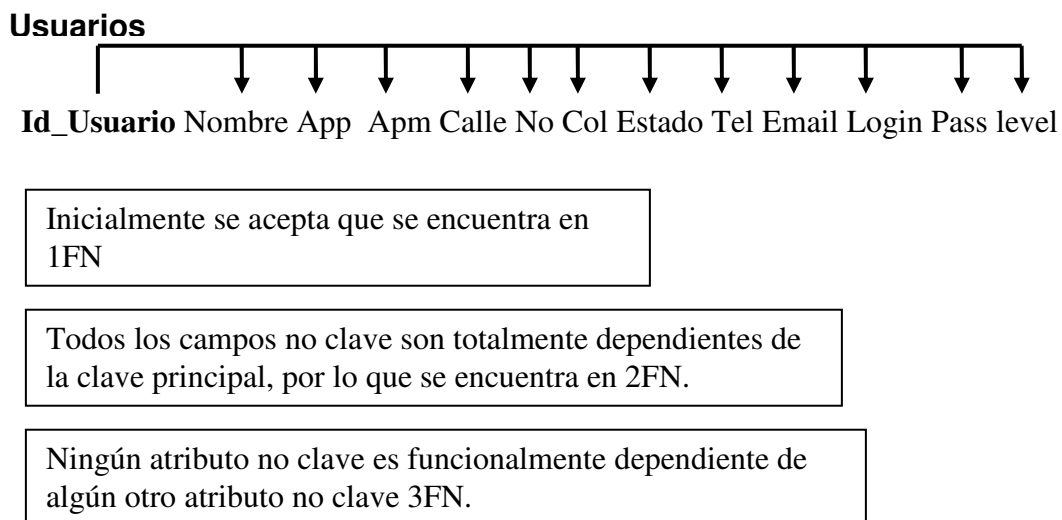 Usuarios
Id_Usuario Nombre App Apm Calle No Col Estado Tel Email Login Pass level
Inicialmente se acepta que se encuentra en
1FN
Todos los campos no clave son totalmente dependientes de
la clave principal, por lo que se encuentra en 2FN.
Ningún atributo no clave es funcionalmente dependiente de
algún otro atributo no clave 3FN.